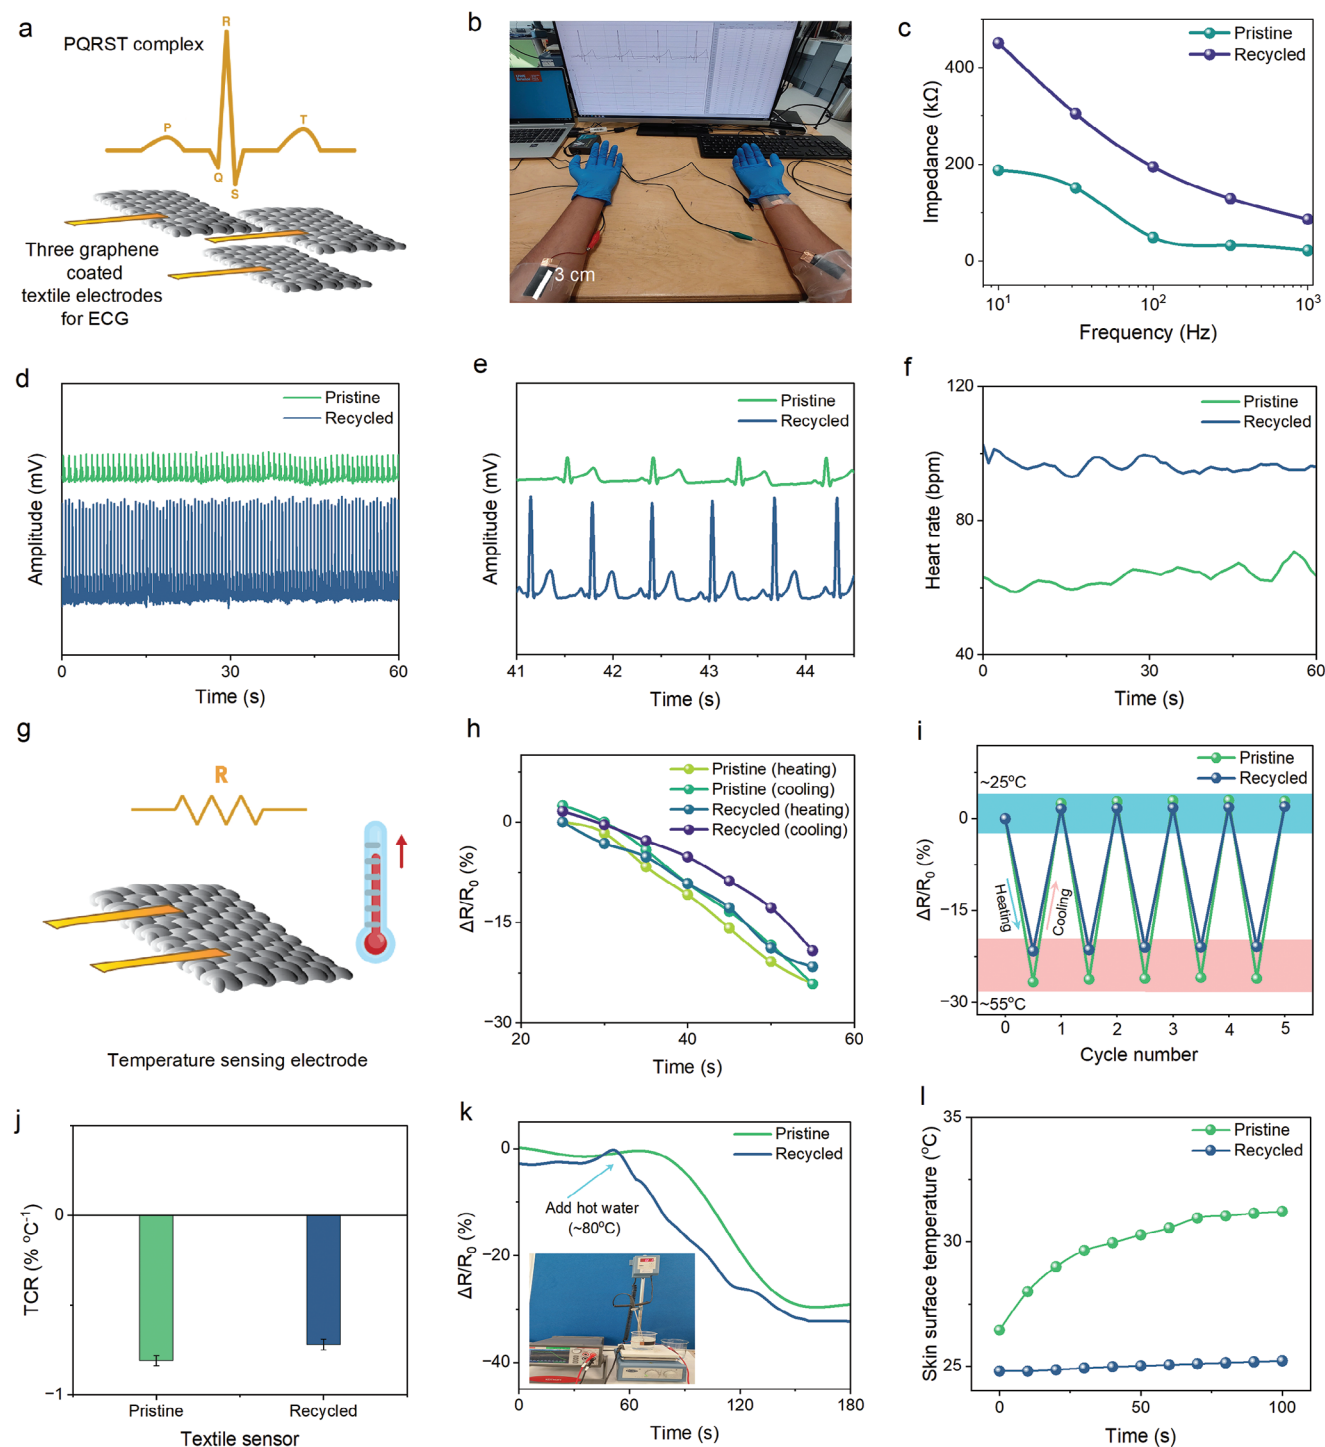 a
PQRST complex
R
P
T
Q
S
Three graphene
coated
textile electrodes
for ECG
b
3 cm
c
Pristine
Recycled
Impedance (kΩ)
400
200
0
10¹
10²
10³
Frequency (Hz)
d
Pristine
Recycled
Amplitude (mV)
0
30
60
Time (s)
e
Pristine
Recycled
Amplitude (mV)
41
42
43
44
Time (s)
f
Pristine
Recycled
Heart rate (bpm)
120
80
40
0
30
60
Time (s)
g
R
Temperature sensing electrode
h
Pristine (heating)
Pristine (cooling)
Recycled (heating)
Recycled (cooling)
ΔR/R₀ (%)
0
−15
−30
20
40
60
Time (s)
i
Pristine
Recycled
~25ºC
Heating
Cooling
~55ºC
ΔR/R₀ (%)
0
−15
−30
0
1
2
3
4
5
Cycle number
j
TCR (% ºC⁻¹)
0
−1
Pristine
Recycled
Textile sensor
k
Pristine
Recycled
Add hot water
(~80ºC)
ΔR/R₀ (%)
0
−20
−40
0
60
120
180
Time (s)
l
Pristine
Recycled
Skin surface temperature (ºC)
35
30
25
0
50
100
Time (s)